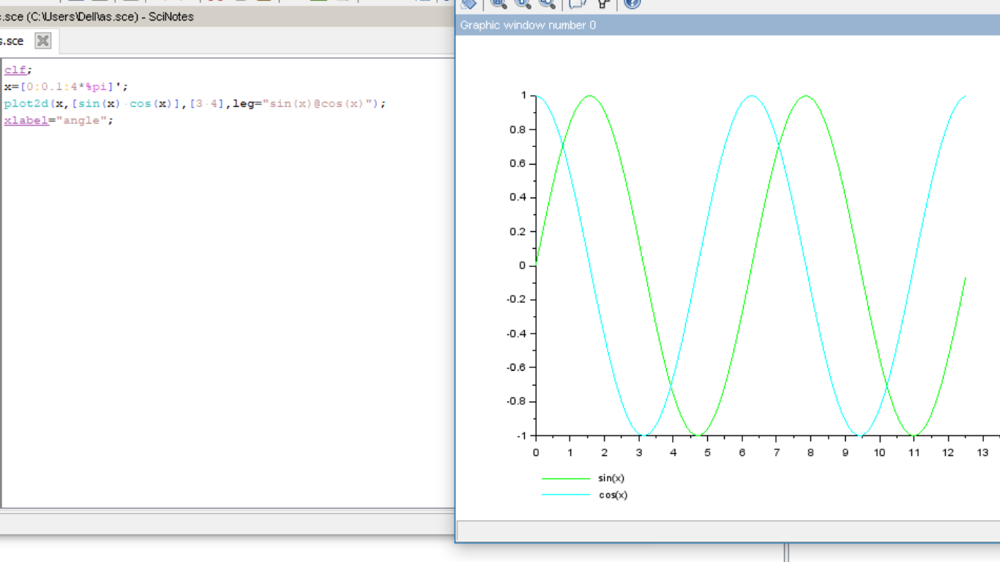 .sce (C:\Users\Dell\as.sce) - SciNotes
s.sce
clf;
x=[0:0.1:4*%pi]';
plot2d(x,[sin(x) cos(x)],[3 4],leg="sin(x)@cos(x)");
xlabel="angle";
Graphic window number 0
1
0.8
0.6
0.4
0.2
0
-0.2
-0.4
-0.6
-0.8
-1
0 1 2 3 4 5 6 7 8 9 10 11 12 13
sin(x)
cos(x)